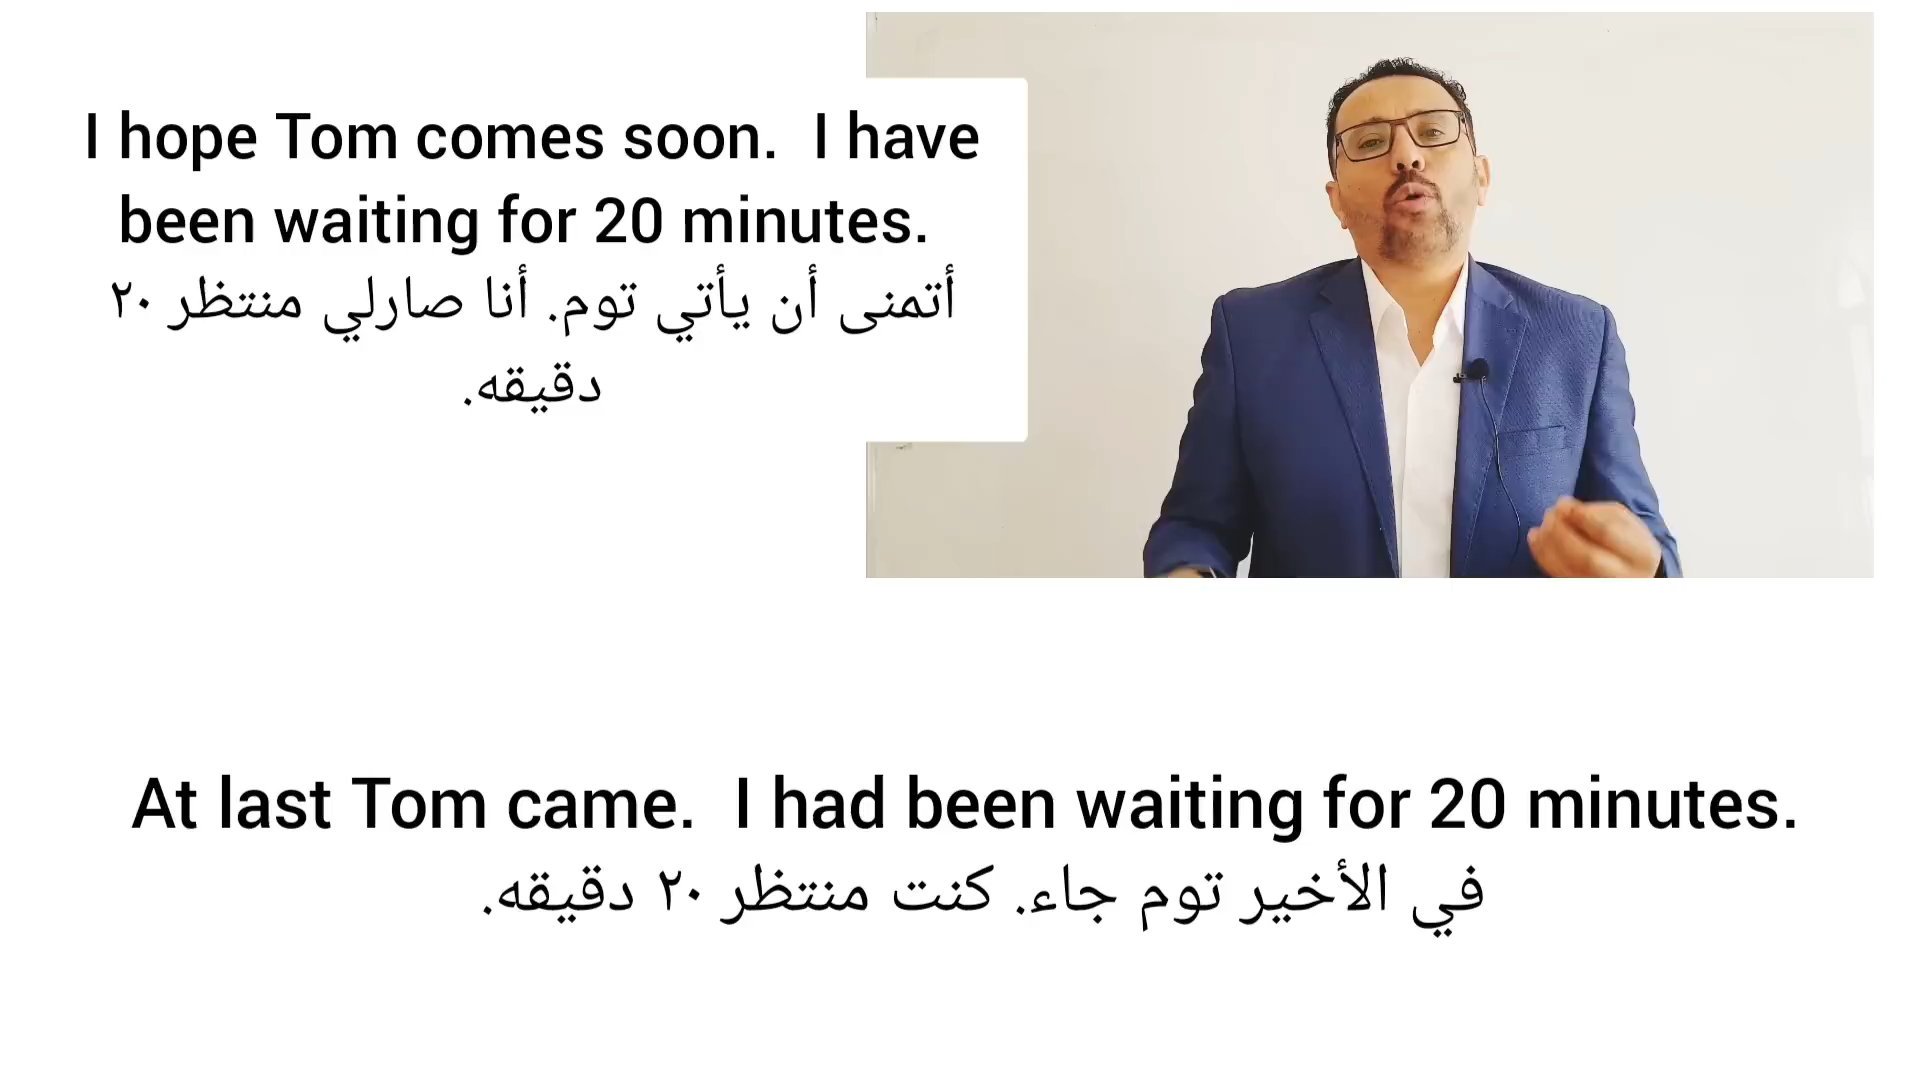 I hope Tom comes soon. I have
been waiting for 20 minutes.
أتمنى أن يأتي توم. أنا صارلي منتظر ٢٠
دقيقه.
At last Tom came. I had been waiting for 20 minutes.
في الأخير توم جاء. كنت منتظر ٢٠ دقيقه.